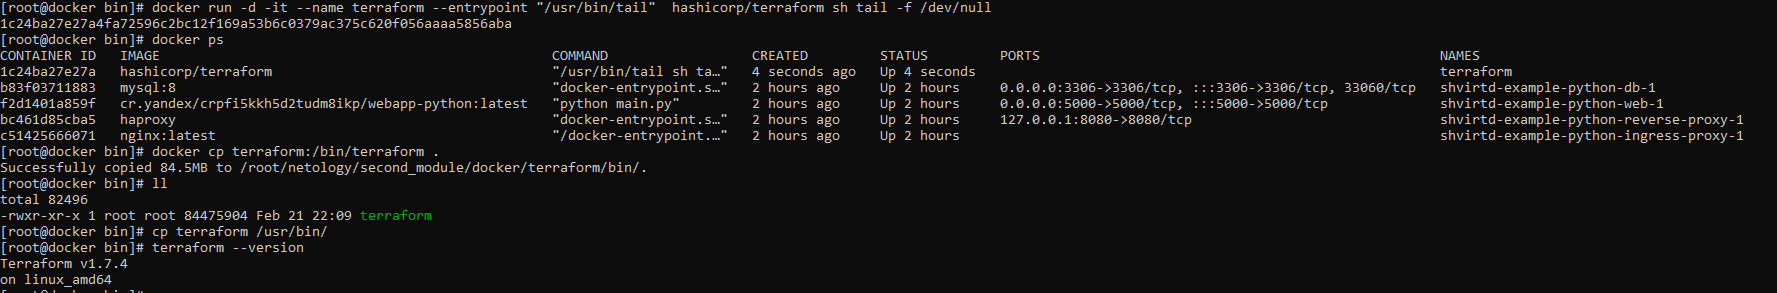 [root@docker bin]# docker run -d -it --name terraform --entrypoint "/usr/bin/tail"  hashicorp/terraform sh tail -f /dev/null
1c24ba27e27a4fa72596c2bc12f169a53b6c0379ac375c620f056aaaa5856aba
[root@docker bin]# docker ps
CONTAINER ID   IMAGE                                                 COMMAND                  CREATED         STATUS         PORTS                                                  NAMES
1c24ba27e27a   hashicorp/terraform                                   "/usr/bin/tail sh ta…"   4 seconds ago   Up 4 seconds                                                          terraform
b83f03711883   mysql:8                                               "docker-entrypoint.s…"   2 hours ago     Up 2 hours     0.0.0.0:3306->3306/tcp, :::3306->3306/tcp, 33060/tcp   shvirtd-example-python-db-1
f2d1401a859f   cr.yandex/crpfi5kkh5d2tudm8ikp/webapp-python:latest   "python main.py"         2 hours ago     Up 2 hours     0.0.0.0:5000->5000/tcp, :::5000->5000/tcp              shvirtd-example-python-web-1
bc461d85cba5   haproxy                                               "docker-entrypoint.s…"   2 hours ago     Up 2 hours     127.0.0.1:8080->8080/tcp                               shvirtd-example-python-reverse-proxy-1
c51425666071   nginx:latest                                          "/docker-entrypoint.…"   2 hours ago     Up 2 hours                                                            shvirtd-example-python-ingress-proxy-1
[root@docker bin]# docker cp terraform:/bin/terraform .
Successfully copied 84.5MB to /root/netology/second_module/docker/terraform/bin/.
[root@docker bin]# ll
total 82496
-rwxr-xr-x 1 root root 84475904 Feb 21 22:09 terraform
[root@docker bin]# cp terraform /usr/bin/
[root@docker bin]# terraform --version
Terraform v1.7.4
on linux_amd64